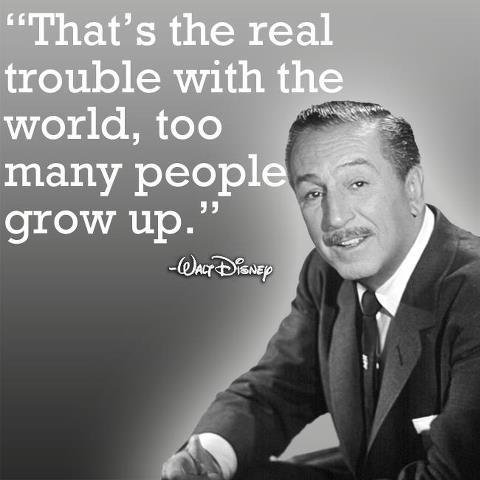 “That’s the real
trouble with the
world, too
many people
grow up.”
-Walt Disney